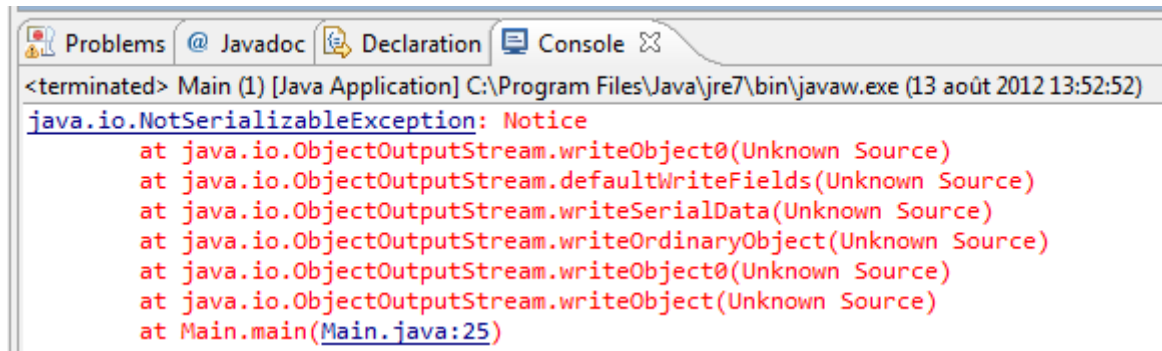 Problems @ Javadoc Declaration Console
<terminated> Main (1) [Java Application] C:\Program Files\Java\jre7\bin\javaw.exe (13 août 2012 13:52:52)
java.io.NotSerializableException: Notice
at java.io.ObjectOutputStream.writeObject0(Unknown Source)
at java.io.ObjectOutputStream.defaultWriteFields(Unknown Source)
at java.io.ObjectOutputStream.writeSerialData(Unknown Source)
at java.io.ObjectOutputStream.writeOrdinaryObject(Unknown Source)
at java.io.ObjectOutputStream.writeObject0(Unknown Source)
at java.io.ObjectOutputStream.writeObject(Unknown Source)
at Main.main(Main.java:25)